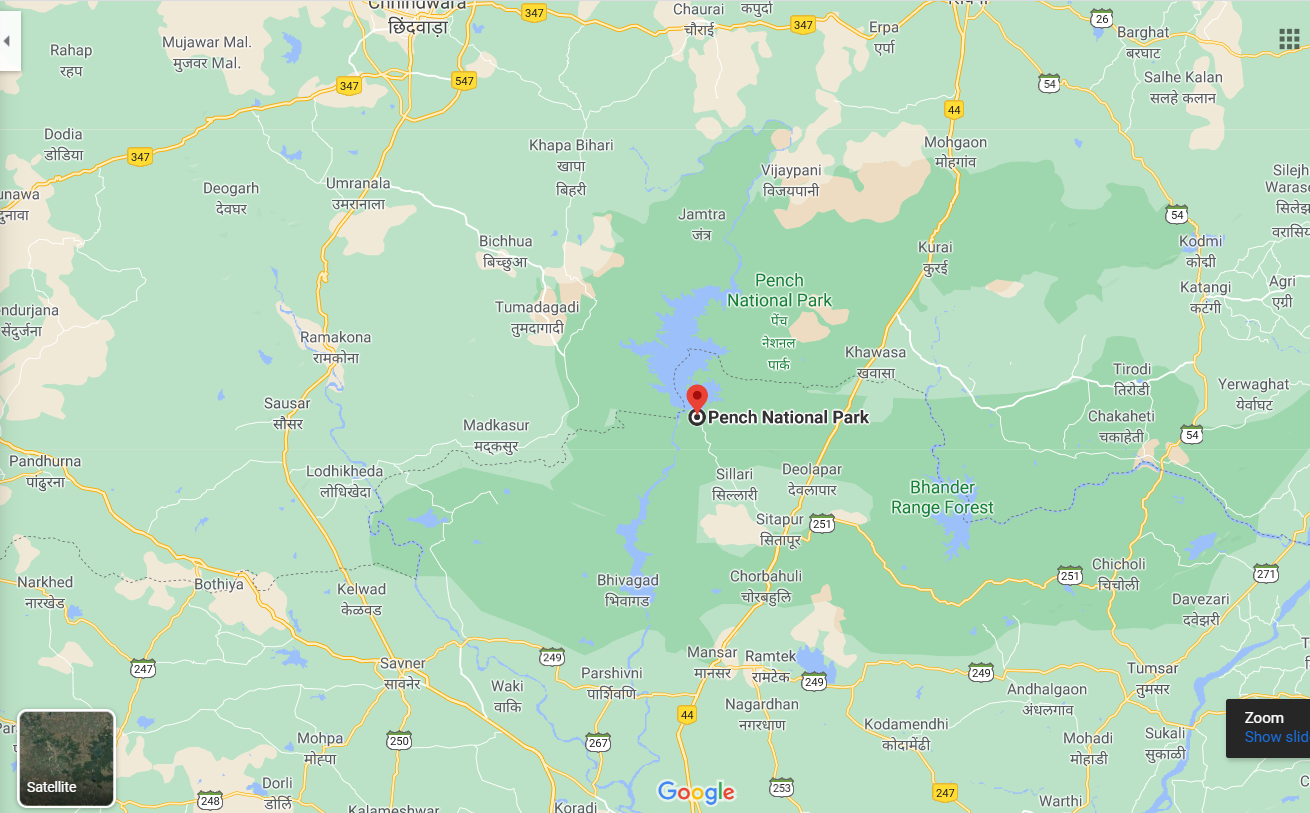 Chhindwara
छिंदवाड़ा
347
Chaurai
चौराई
कपुर्दा
347
Erpa
एर्पा
26
Barghat
बरघाट
Rahap
रहप
Mujawar Mal.
मुजवर Mal.
347
547
44
54
Salhe Kalan
सलहे कलान
Dodia
डोडिया
347
Khapa Bihari
खापा
बिहरी
Mohgaon
मोहगांव
Deogarh
देवघर
Umranala
उमरानाला
Vijaypani
विजयपानी
Jamtra
जंत्र
54
Bichhua
बिच्छुआ
Kurai
कुरई
Kodmi
कोद्मी
Pench
National Park
पेंच
नेशनल
पार्क
Katangi
कटंगी
Agri
एग्री
Tumadagadi
तुमदागादी
Ramakona
रामकोना
Khawasa
खवासा
Tirodi
तिरोडी
Yerwaghat
येर्वाघट
Sausar
सौसर
Pench National Park
Madkasur
मद्कसुर
Chakaheti
चकाहेती
54
Pandhurna
पांढुरना
Lodhikheda
लोधिखेदा
Sillari
सिल्लारी
Deolapar
देवलापार
Bhander
Range Forest
Sitapur
सितापूर
251
Narkhed
नारखेड
Bothiya
Kelwad
केळवड
Bhivagad
भिवागड
Chorbahuli
चोरबहुलि
251
Chicholi
चिचोली
271
Davezari
दवेझरी
247
Savner
सावनेर
249
Mansar
मानसर
Ramtek
रामटेक
249
249
Tumsar
तुमसर
Waki
वाकि
Parshivni
पार्शिवणि
Nagardhan
नगरधाण
Andhalgaon
अंधलगांव
44
Kodamendhi
कोदामेंढी
Mohadi
मोहाडी
Sukali
सुकाळी
Zoom
Show slid
Mohpa
मोह्पा
250
267
Satellite
Dorli
डोर्लि
248
Kalameshwar
Koradi
Google
253
247
Warthi